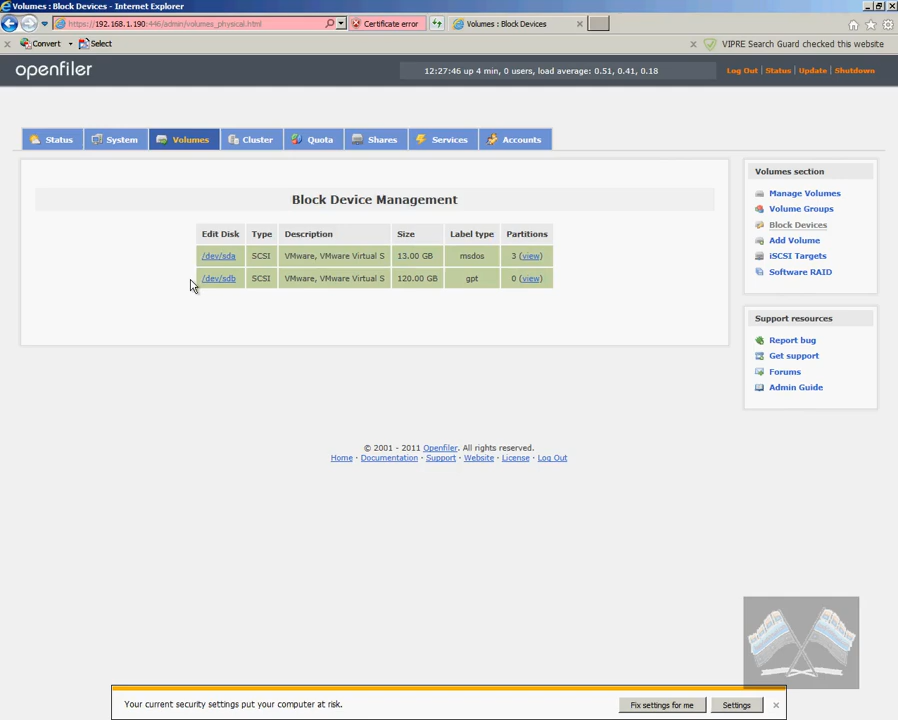 Volumes : Block Devices - Internet Explorer
https://192.168.1.190:446/admin/volumes_physical.html
Certificate error
Volumes : Block Devices
Convert
Select
VIPRE Search Guard checked this website
openfiler
12:27:46 up 4 min, 0 users, load average: 0.51, 0.41, 0.18
Log Out | Status | Update | Shutdown
Status
System
Volumes
Cluster
Quota
Shares
Services
Accounts
Block Device Management
Edit Disk Type Description Size Label type Partitions
/dev/sda SCSI VMware, VMware Virtual S 13.00 GB msdos 3 (view)
/dev/sdb SCSI VMware, VMware Virtual S 120.00 GB gpt 0 (view)
Volumes section
Manage Volumes
Volume Groups
Block Devices
Add Volume
iSCSI Targets
Software RAID
Support resources
Report bug
Get support
Forums
Admin Guide
© 2001 - 2011 Openfiler. All rights reserved.
Home · Documentation · Support · Website · License · Log Out
Your current security settings put your computer at risk.
Fix settings for me
Settings